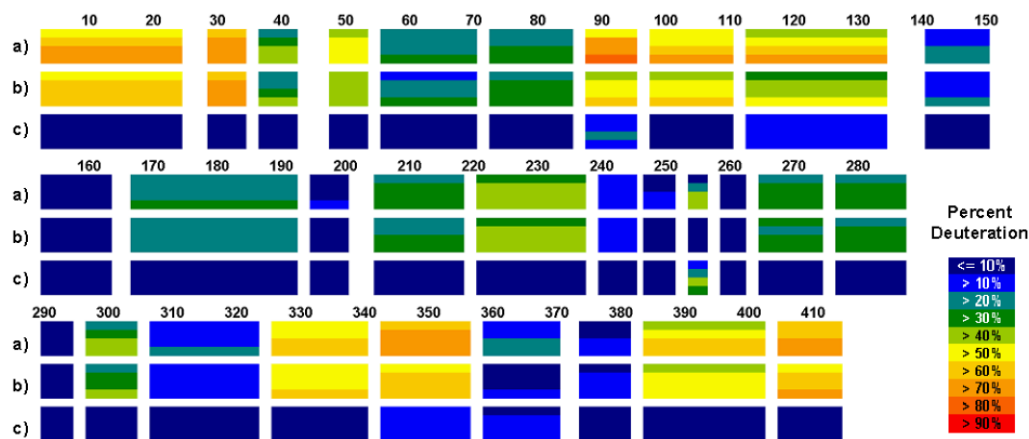 10 20 30 40 50 60 70 80 90 100 110 120 130 140 150
a)
b)
c)
160 170 180 190 200 210 220 230 240 250 260 270 280
a)
b)
c)
Percent
Deuteration
<= 10%
> 10%
> 20%
> 30%
> 40%
> 50%
> 60%
> 70%
> 80%
> 90%
290 300 310 320 330 340 350 360 370 380 390 400 410
a)
b)
c)